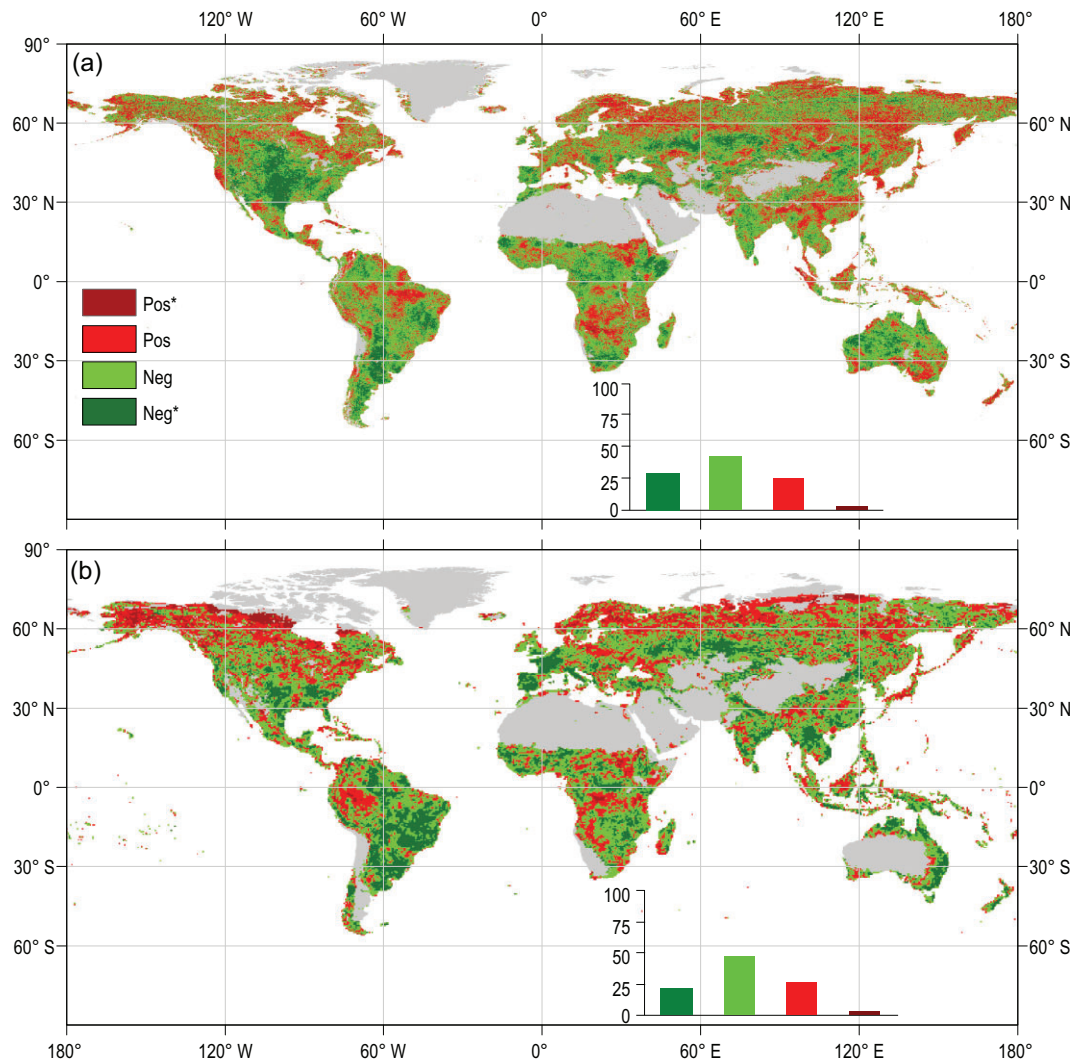 120° W 60° W 0° 60° E 120° E 180°
90° (a)
60° N 60° N
30° N 30° N
0° 0°
Pos*
Pos
Neg
Neg*
30° S 30° S
60° S 60° S
100
75
50
25
0
90° (b)
60° N 60° N
30° N 30° N
0° 0°
30° S 30° S
60° S 60° S
100
75
50
25
0
180° 120° W 60° W 0° 60° E 120° E 180°